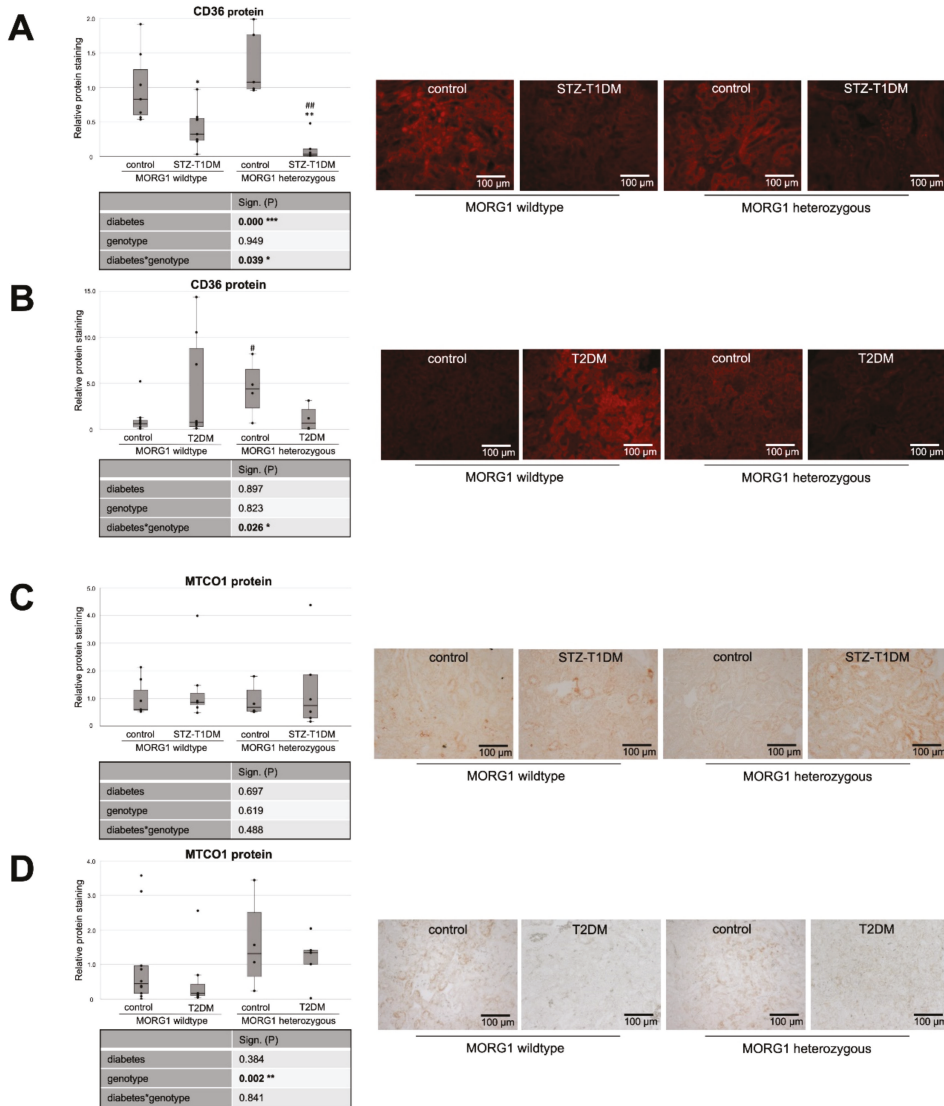 A
CD36 protein
Relative protein staining
2.0
1.5
1.0
0.5
0
*
##
**
control STZ-T1DM control STZ-T1DM
MORG1 wildtype MORG1 heterozygous
Sign. (P)
diabetes 0.000 ***
genotype 0.949
diabetes*genotype 0.039 *
control STZ-T1DM control STZ-T1DM
100 µm 100 µm 100 µm 100 µm
MORG1 wildtype MORG1 heterozygous
B
CD36 protein
Relative protein staining
15.0
10.0
5.0
0
#
control T2DM control T2DM
MORG1 wildtype MORG1 heterozygous
Sign. (P)
diabetes 0.897
genotype 0.823
diabetes*genotype 0.026 *
control T2DM control T2DM
100 µm 100 µm 100 µm 100 µm
MORG1 wildtype MORG1 heterozygous
C
MTCO1 protein
Relative protein staining
5.0
4.0
3.0
2.0
1.0
0
control STZ-T1DM control STZ-T1DM
MORG1 wildtype MORG1 heterozygous
Sign. (P)
diabetes 0.697
genotype 0.619
diabetes*genotype 0.488
control STZ-T1DM control STZ-T1DM
100 µm 100 µm 100 µm 100 µm
MORG1 wildtype MORG1 heterozygous
D
MTCO1 protein
Relative protein staining
4.0
3.0
2.0
1.0
0
control T2DM control T2DM
MORG1 wildtype MORG1 heterozygous
Sign. (P)
diabetes 0.384
genotype 0.002 **
diabetes*genotype 0.841
control T2DM control T2DM
100 µm 100 µm 100 µm 100 µm
MORG1 wildtype MORG1 heterozygous